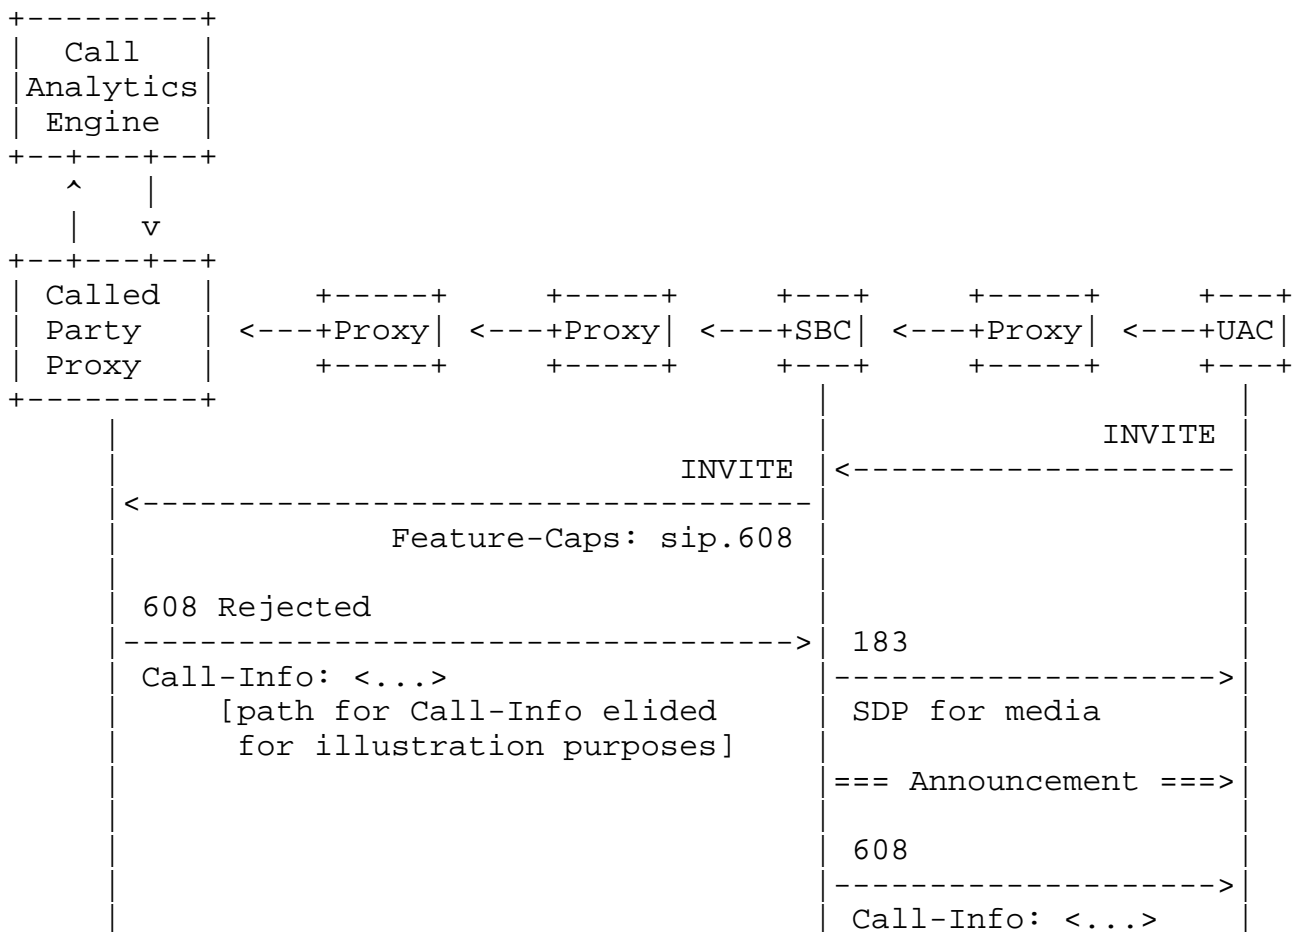 +---------+
|  Call   |
|Analytics|
| Engine  |
+--+---+--+
   ^   |
   |   v
+--+---+--+
| Called  |     +-----+     +-----+     +---+     +-----+     +---+
| Party   | <---+Proxy| <---+Proxy| <---+SBC| <---+Proxy| <---+UAC|
| Proxy   |     +-----+     +-----+     +---+     +-----+     +---+
+---------+                               |                     |
     |                                    |              INVITE |
     |                             INVITE |<--------------------|
     |<-----------------------------------|                     |
     |              Feature-Caps: sip.608 |                     |
     |                                    |                     |
     | 608 Rejected                       |                     |
     |----------------------------------->| 183                 |
     | Call-Info: <...>                   |-------------------->|
     |     [path for Call-Info elided     | SDP for media       |
     |      for illustration purposes]    |                     |
     |                                    |=== Announcement ===>|
     |                                    |                     |
     |                                    | 608                 |
     |                                    |-------------------->|
     |                                    | Call-Info: <...>    |